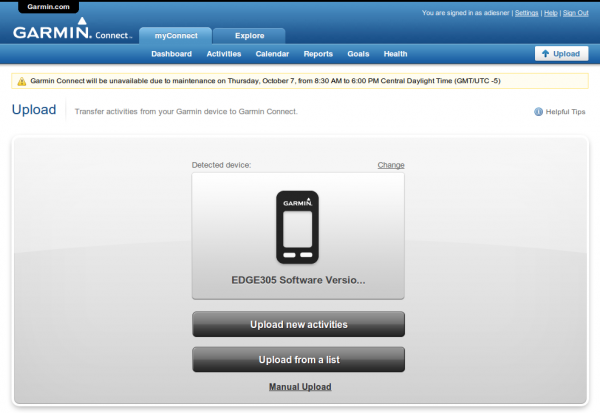 Garmin.com
You are signed in as adiesner | Settings | Help | Sign Out
GARMIN. Connect™
myConnect Explore
Dashboard Activities Calendar Reports Goals Health
Upload
Garmin Connect will be unavailable due to maintenance on Thursday, October 7, from 8:30 AM to 6:00 PM Central Daylight Time (GMT/UTC -5)
Upload Transfer activities from your Garmin device to Garmin Connect. Helpful Tips
Detected device: Change
GARMIN
EDGE305 Software Versio...
Upload new activities
Upload from a list
Manual Upload